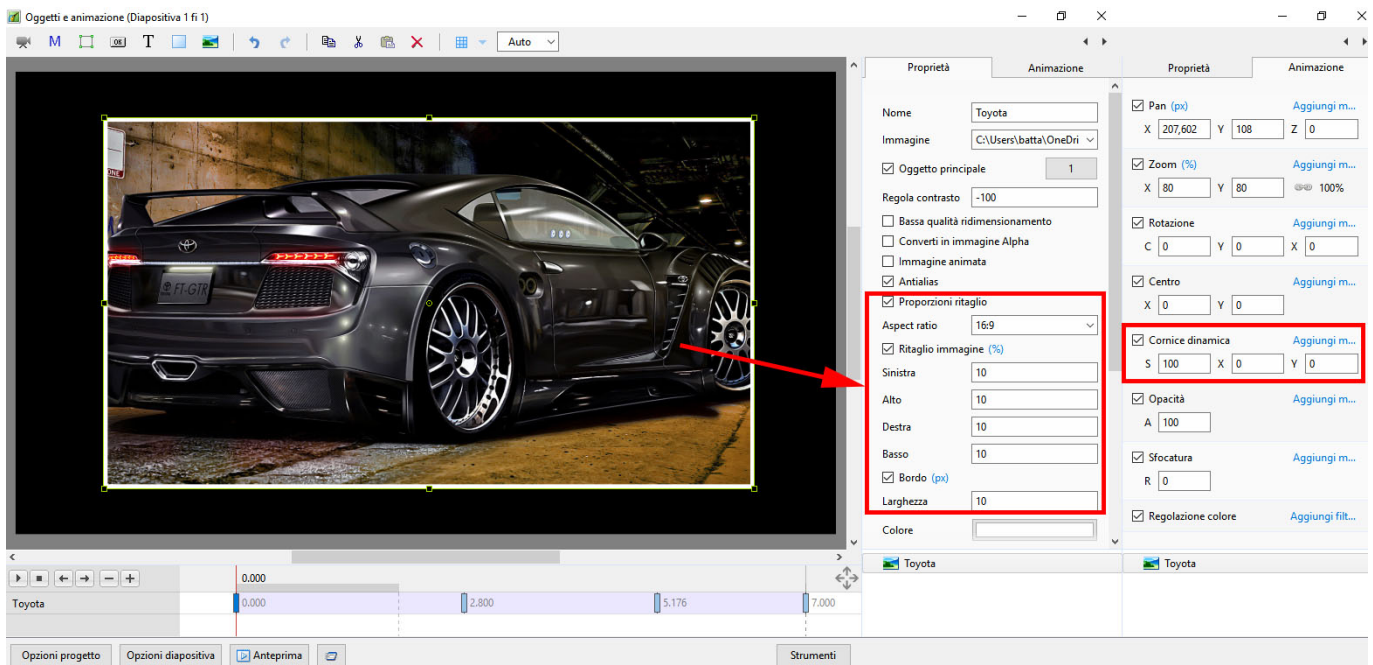 Oggetti e animazione (Diapositiva 1 fi 1)
M OK T Auto
Proprietà Animazione
Nome Toyota
Immagine C:\Users\batta\OneDri
Oggetto principale 1
Regola contrasto -100
Bassa qualità ridimensionamento
Converti in immagine Alpha
Immagine animata
Antialias
Proporzioni ritaglio
Aspect ratio 16:9
Ritaglio immagine (%)
Sinistra 10
Alto 10
Destra 10
Basso 10
Bordo (px)
Larghezza 10
Colore
Toyota
Proprietà Animazione
Pan (px) Aggiungi m...
X 207,602 Y 108 Z 0
Zoom (%) Aggiungi m...
X 80 Y 80 100%
Rotazione Aggiungi m...
C 0 Y 0 X 0
Centro Aggiungi m...
X 0 Y 0
Cornice dinamica Aggiungi m...
S 100 X 0 Y 0
Opacità Aggiungi m...
A 100
Sfocatura Aggiungi m...
R 0
Regolazione colore Aggiungi filt...
Toyota
FT-GTR
0.000
Toyota 0.000 2.800 5.176 7.000
Opzioni progetto Opzioni diapositiva Anteprima Strumenti